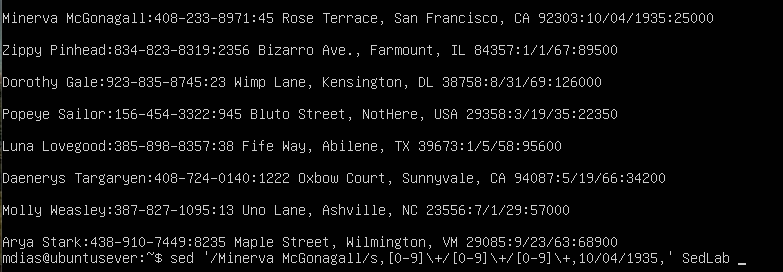 Minerva McGonagall:408-233-8971:45 Rose Terrace, San Francisco, CA 92303:10/04/1935:25000
Zippy Pinhead:834-823-8319:2356 Bizarro Ave., Farmount, IL 84357:1/1/67:89500
Dorothy Gale:923-835-8745:23 Wimp Lane, Kensington, DL 38758:8/31/69:126000
Popeye Sailor:156-454-3322:945 Bluto Street, NotHere, USA 29358:3/19/35:22350
Luna Lovegood:385-898-8357:38 Fife Way, Abilene, TX 39673:1/5/58:95600
Daenerys Targaryen:408-724-0140:1222 Oxbow Court, Sunnyvale, CA 94087:5/19/66:34200
Molly Weasley:387-827-1095:13 Uno Lane, Ashville, NC 23556:7/1/29:57000
Arya Stark:438-910-7449:8235 Maple Street, Wilmington, VM 29085:9/23/63:68900
mdias@ubuntusever:~$ sed '/Minerva McGonagall/s,[0-9]\+/[0-9]\+/[0-9]\+,10/04/1935,' SedLab _